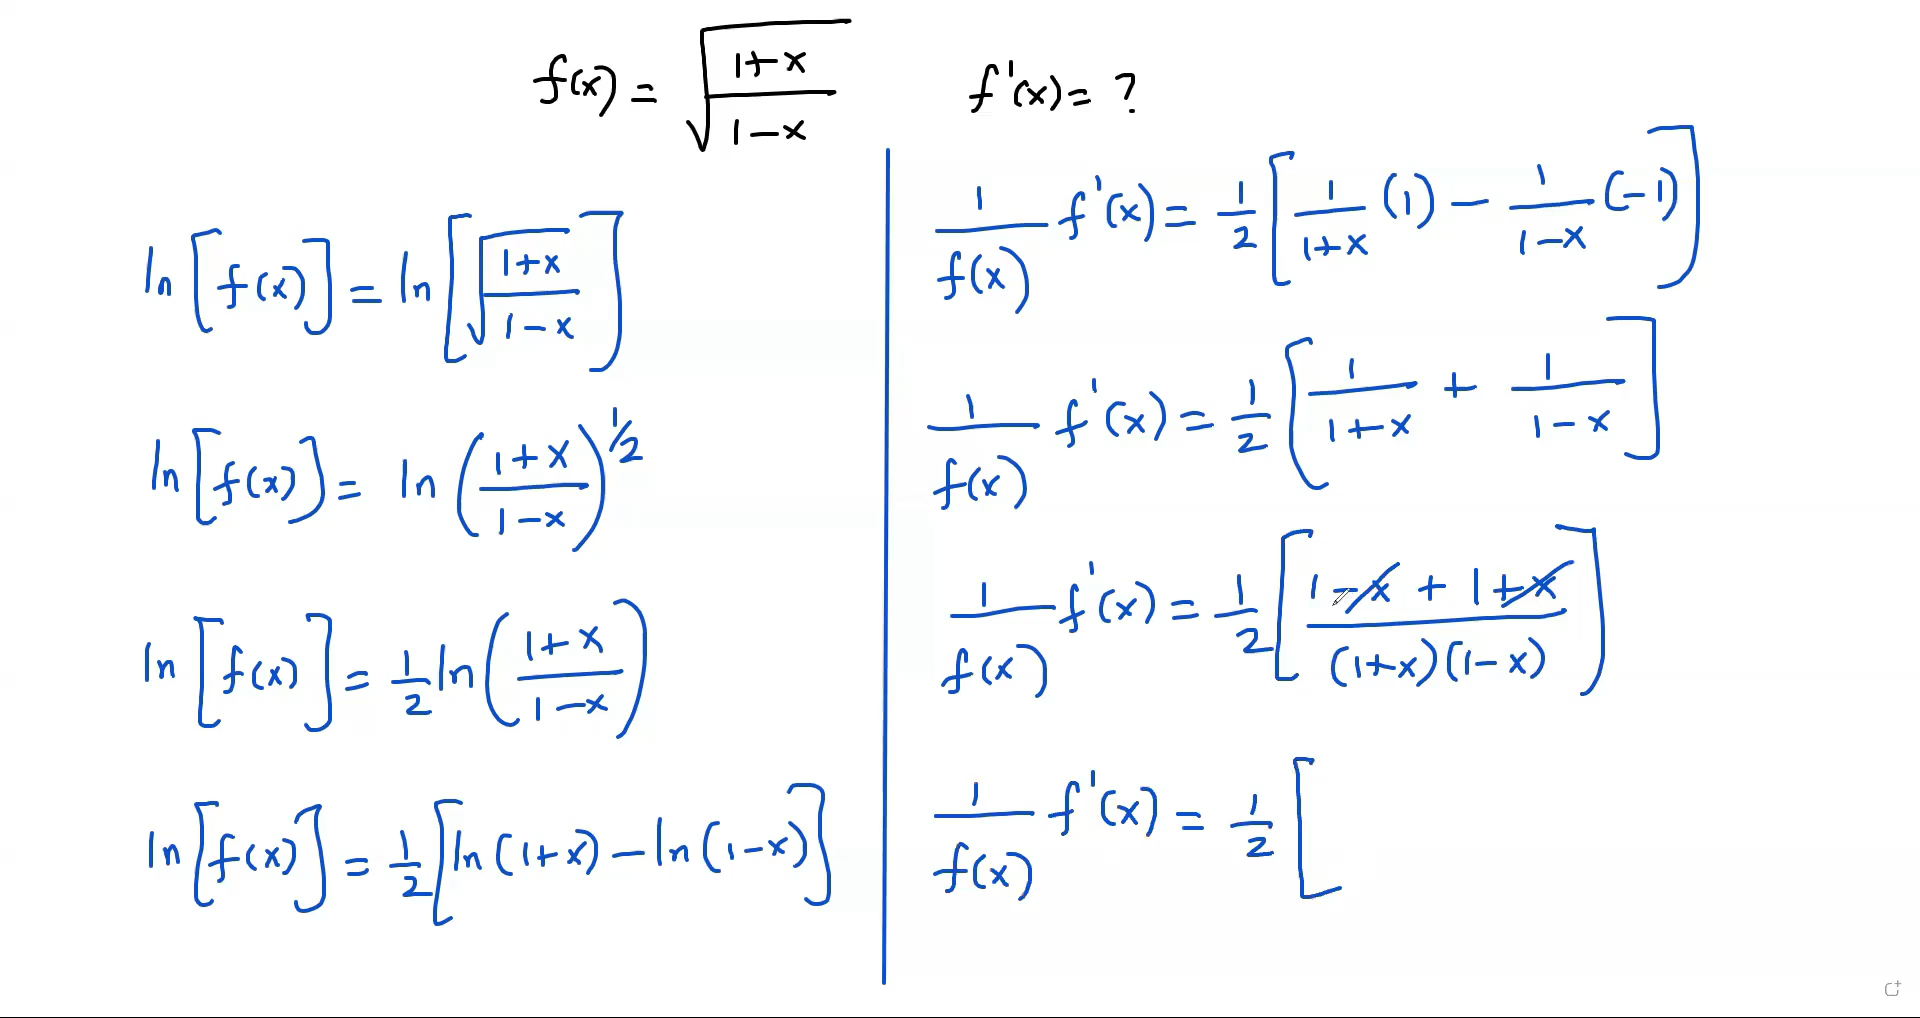 f(x) = √((1+x)/(1−x))    f'(x) = ?
ln[f(x)] = ln[√((1+x)/(1−x))]
ln[f(x)] = ln((1+x)/(1−x))^(1/2)
ln[f(x)] = 1/2 ln((1+x)/(1−x))
ln[f(x)] = 1/2 [ln(1+x) − ln(1−x)]
1/f(x) f'(x) = 1/2 [1/(1+x) (1) − 1/(1−x) (−1)]
1/f(x) f'(x) = 1/2 [1/(1+x) + 1/(1−x)]
1/f(x) f'(x) = 1/2 [(1−x + 1+x)/((1+x)(1−x))]
1/f(x) f'(x) = 1/2 [